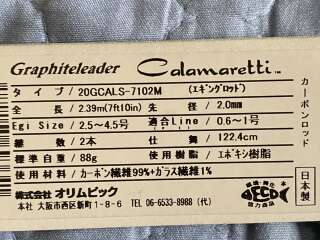 Graphiteleader Calamaretti™
タイプ/20GCALS-7102M (エギングロッド)
全長/2.39m(7ft10in) 先径/2.0mm
Egi Size/2.5~4.5号 適合Line/0.6~1号
継数/2本 仕舞/122.4cm
標準自重/88g 使用樹脂/エポキシ樹脂
使用材料/カーボン繊維99%+ガラス繊維1%
株式会社 オリムピック TEL 06-6533-8988(代)
本社 大阪市西区新町1-8-6
カーボンロッド
日本製